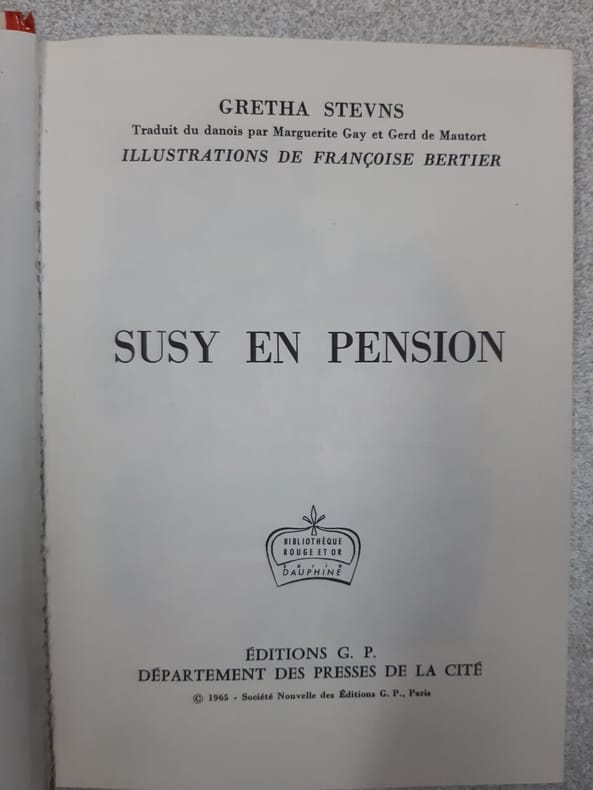 GRETHA STEVNS
Traduit du danois par Marguerite Gay et Gerd de Mautort
ILLUSTRATIONS DE FRANÇOISE BERTIER
SUSY EN PENSION
BIBLIOTHÈQUE
ROUGE ET OR
série
DAUPHINE
ÉDITIONS G. P.
DÉPARTEMENT DES PRESSES DE LA CITÉ
© 1965 - Société Nouvelle des Éditions G. P., Paris